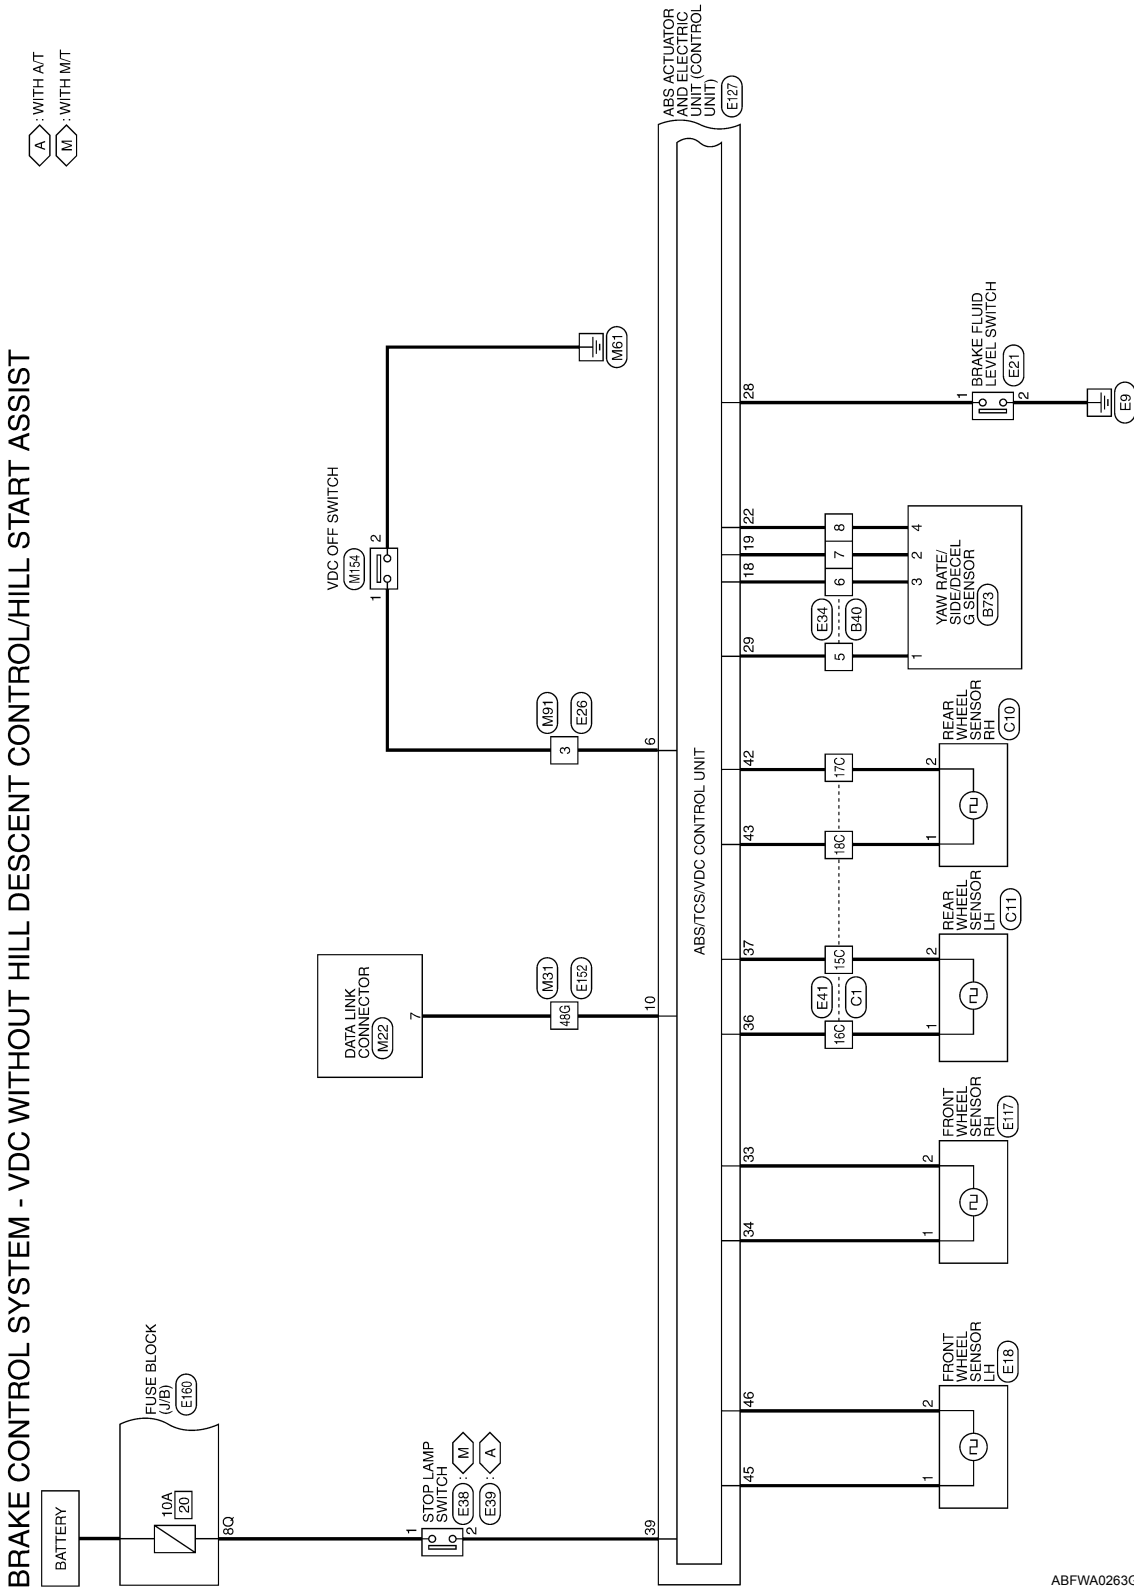 BRAKE CONTROL SYSTEM - VDC WITHOUT HILL DESCENT CONTROL/HILL START ASSIST
A : WITH A/T
M : WITH M/T
BATTERY
10A
20
FUSE BLOCK
(J/B)
E160
8Q
1
STOP LAMP
SWITCH
E38 : M
E39 : A
2
39
DATA LINK
CONNECTOR
M22
7
M31
48G
E152
10
VDC OFF SWITCH
M154
1
2
M91
3
E26
6
M61
ABS ACTUATOR
AND ELECTRIC
UNIT (CONTROL
UNIT)
E127
ABS/TCS/VDC CONTROL UNIT
45
46
34
33
36
37
43
42
29
18
19
22
28
E41
16C
15C
18C
17C
C1
E34
5
6
7
8
B40
1
2
FRONT
WHEEL
SENSOR
LH
E18
1
2
FRONT
WHEEL
SENSOR
RH
E117
1
2
REAR
WHEEL
SENSOR
LH
C11
1
2
REAR
WHEEL
SENSOR
RH
C10
1
3
2
4
YAW RATE/
SIDE/DECEL
G SENSOR
B73
1
BRAKE FLUID
LEVEL SWITCH
E21
2
E9
ABFWA0263G